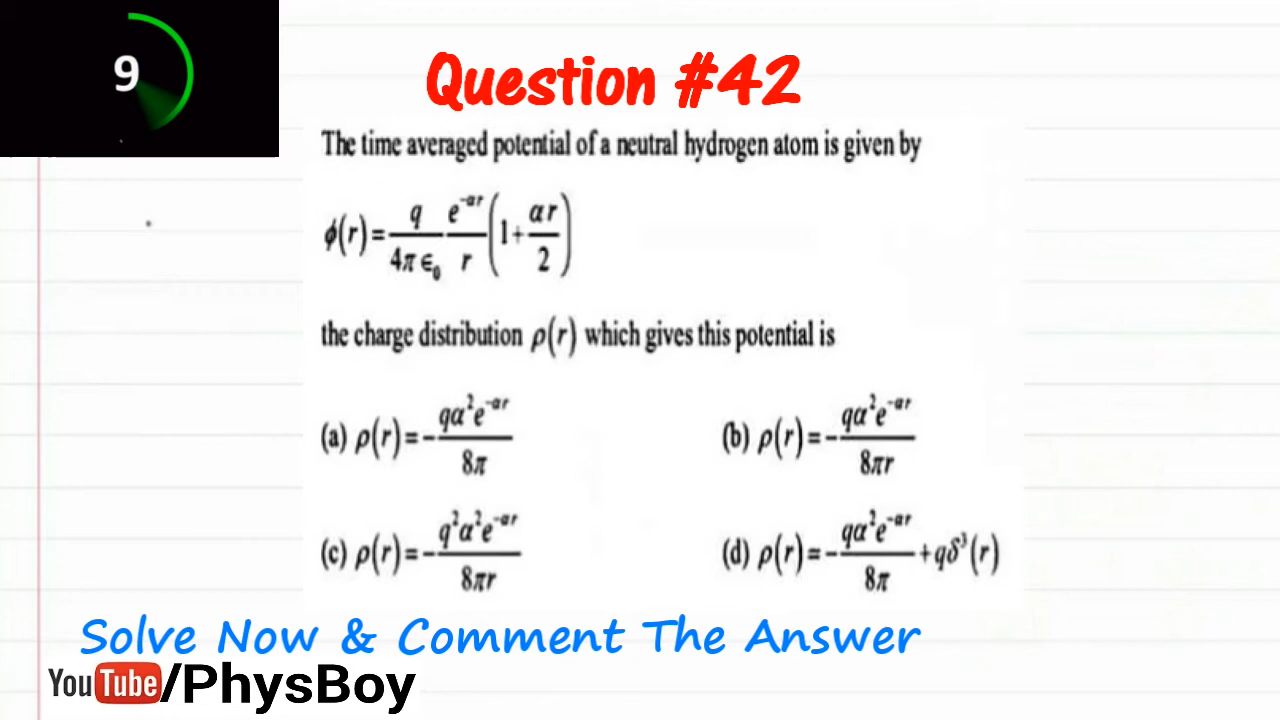 9
Question #42
The time averaged potential of a neutral hydrogen atom is given by
ϕ(r) = q/(4π ϵ₀) e^(-αr)/r (1 + αr/2)
the charge distribution ρ(r) which gives this potential is
(a) ρ(r) = - qα²e^(-αr)/8π
(b) ρ(r) = - qα²e^(-αr)/8πr
(c) ρ(r) = - q²α²e^(-αr)/8πr
(d) ρ(r) = - qα²e^(-αr)/8π + qδ³(r)
Solve Now & Comment The Answer
YouTube/PhysBoy